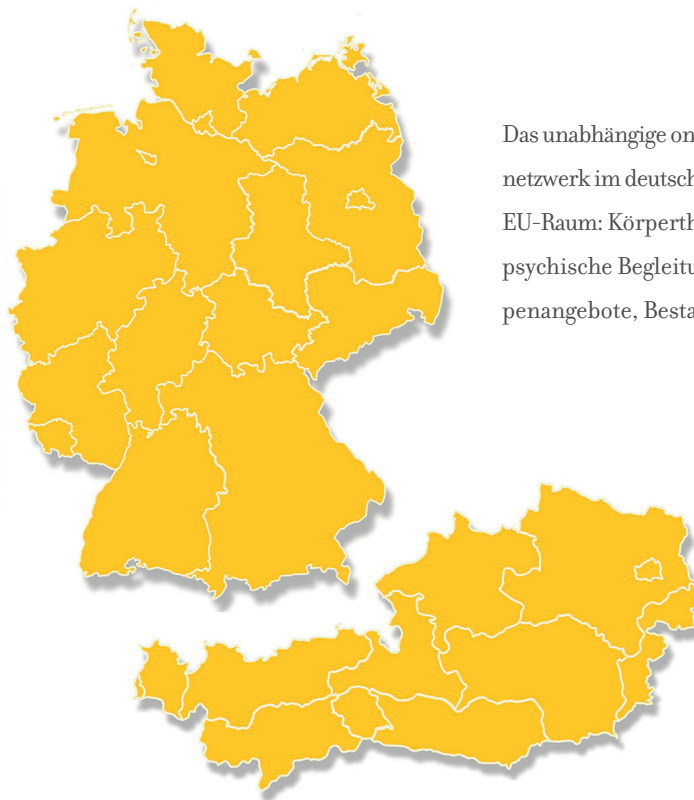 Das unabhängige on
netzwerk im deutsch
EU-Raum: Körperth
psychische Begleitu
penangebote, Besta